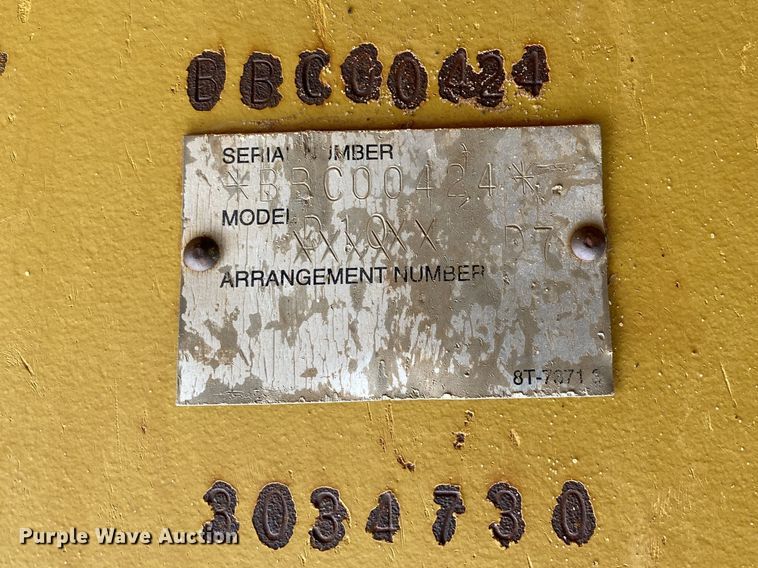 BBC00424
SERIAL NUMBER
*BBC00424*
MODEL
D7
ARRANGEMENT NUMBER
3034730
Purple Wave Auction